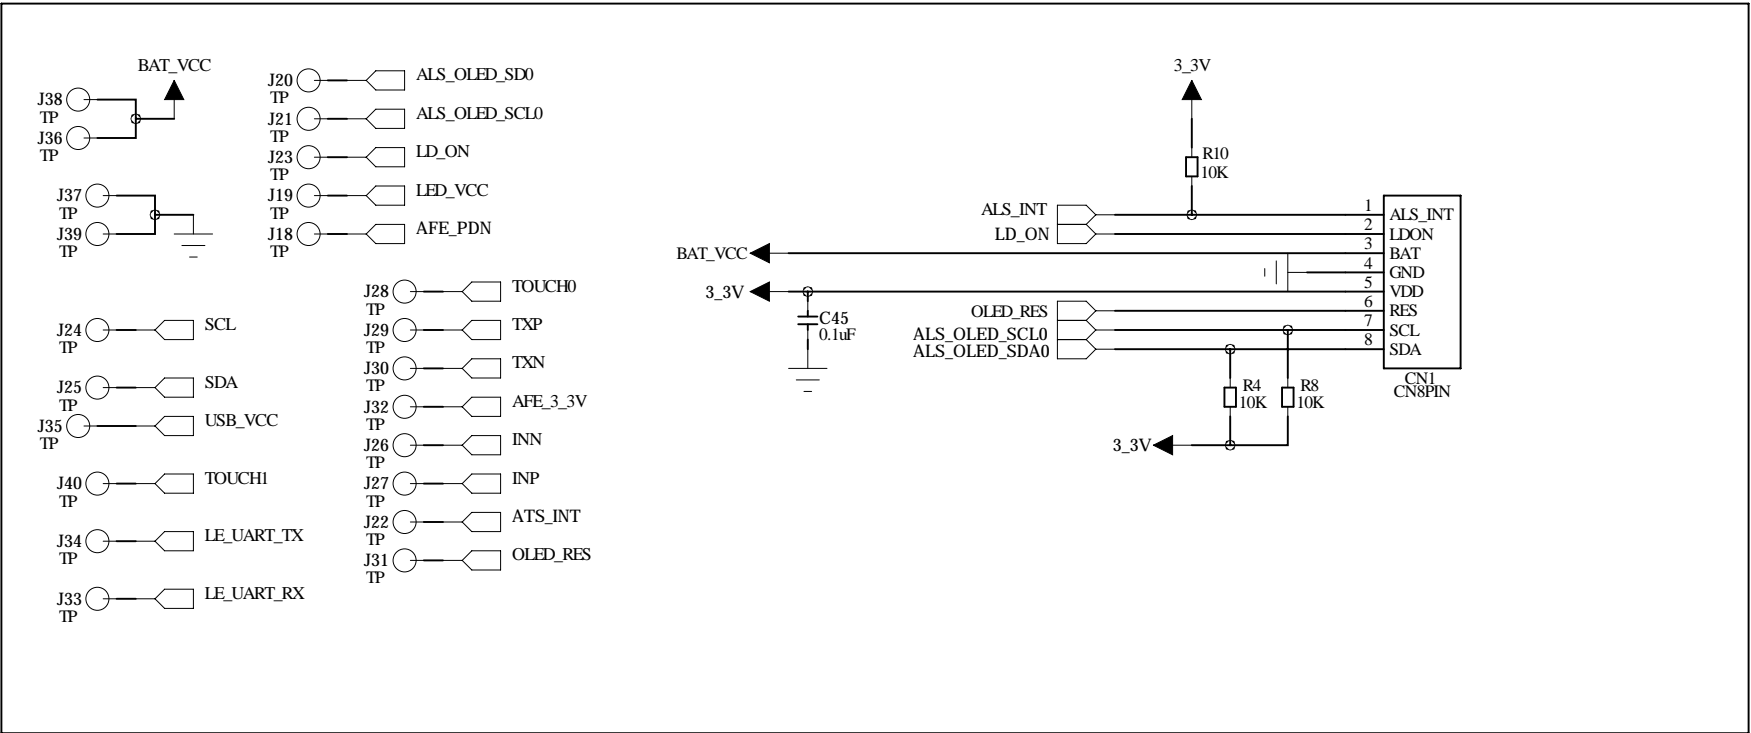 BAT_VCC
J38
TP
J36
TP
J37
TP
J39
TP
J20
TP
ALS_OLED_SD0
J21
TP
ALS_OLED_SCL0
J23
TP
LD_ON
J19
TP
LED_VCC
J18
TP
AFE_PDN
J24
TP
SCL
J25
TP
SDA
J35
TP
USB_VCC
J40
TP
TOUCH1
J34
TP
LE_UART_TX
J33
TP
LE_UART_RX
J28
TP
TOUCH0
J29
TP
TXP
J30
TP
TXN
J32
TP
AFE_3_3V
J26
TP
INN
J27
TP
INP
J22
TP
ATS_INT
J31
TP
OLED_RES
3_3V
R10
10K
ALS_INT
LD_ON
BAT_VCC
3_3V
C45
0.1uF
OLED_RES
ALS_OLED_SCL0
ALS_OLED_SDA0
R4
10K
R8
10K
3_3V
1 ALS_INT
2 LDON
3 BAT
4 GND
5 VDD
6 RES
7 SCL
8 SDA
CN1
CN8PIN